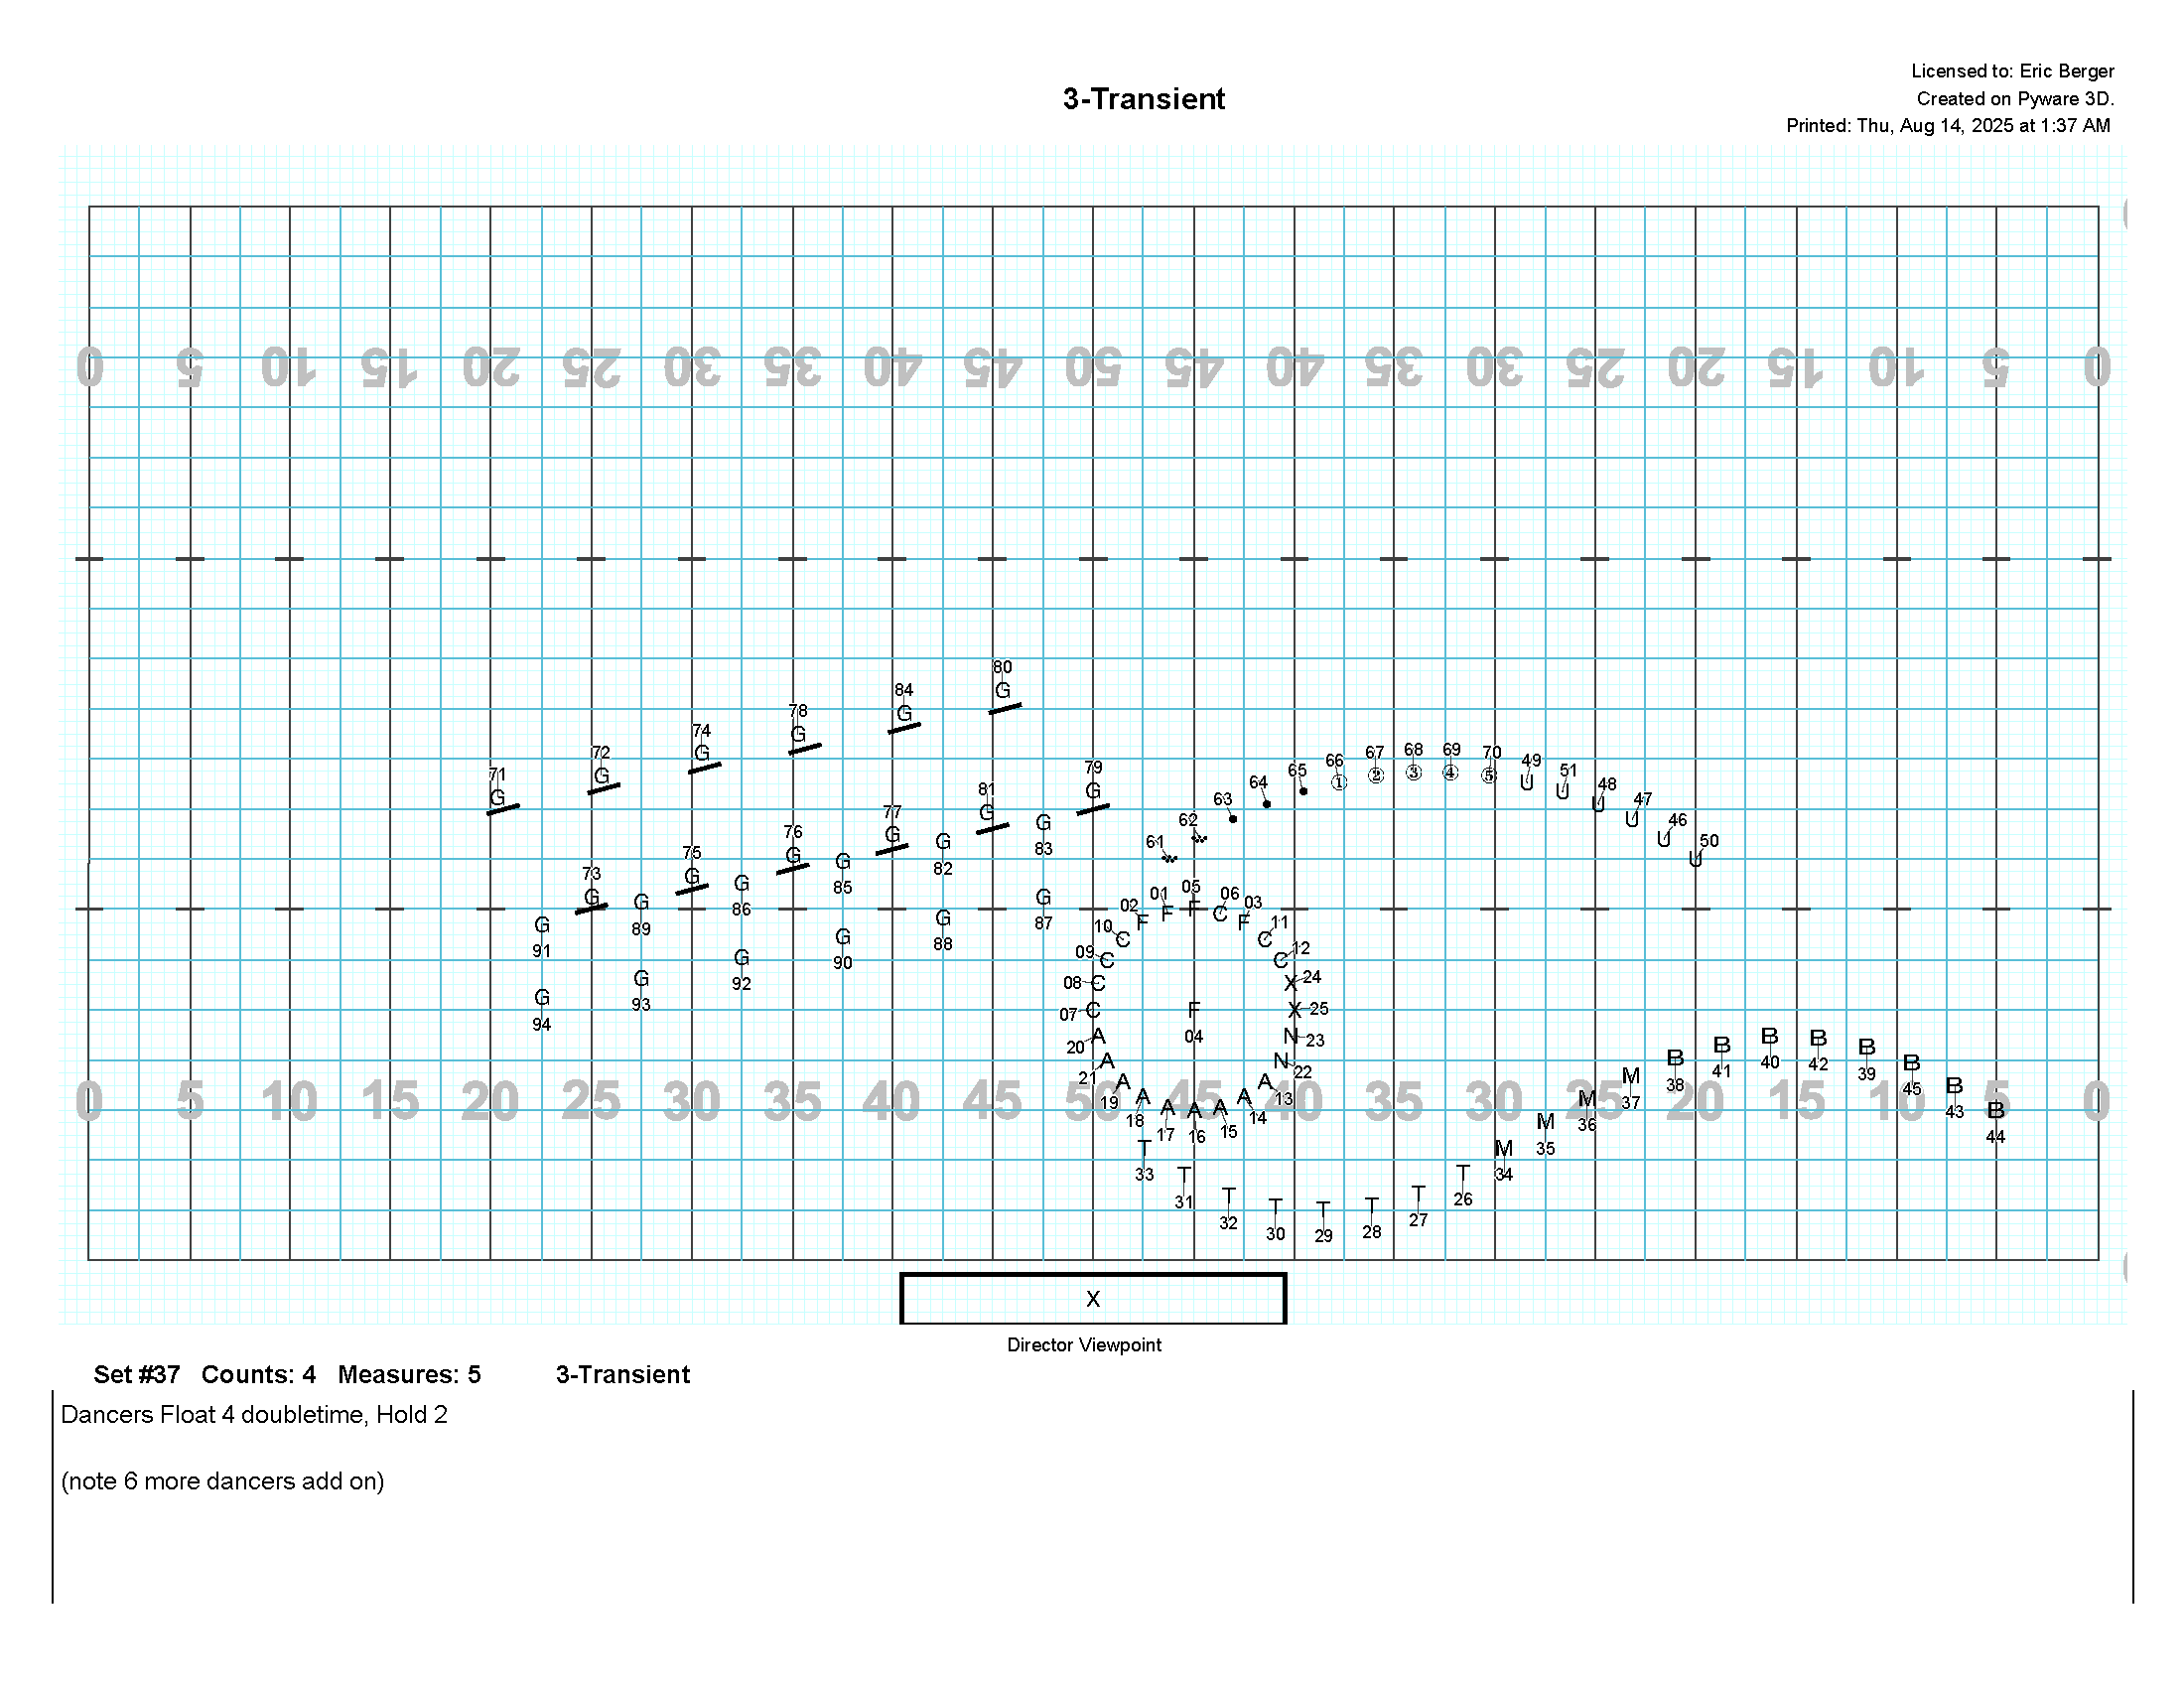 Licensed to: Eric Berger
3-Transient
Created on Pyware 3D.
Printed: Thu, Aug 14, 2025 at 1:37 AM
0 5 10 15 20 25 30 35 40 45 50 45 40 35 30 25 20 15 10 5 0
80
G
84
G
78
G
74
G
72
G
71
G
79
G
81
G
77
G
76
G
75
G
73
G
G
83
G
82
G
85
G
86
G
89
G
91
G
87
G
88
G
90
G
92
G
93
G
94
61
62
63
64
65
66 67 68 69 70
① ② ③ ④ ⑤
49 51 48 47 46 50
U U U U U U
02 01 05 06 03
F F F C F
10 C
C 11
09 C
C 12
08 C
X 24
07 C
F
04
X 25
A 20
N 23
A 21
N 22
A 19
A 18
A 17
A 16
A 15
A 14
A 13
B B B B B B B B
38 41 40 42 39 45 43 44
M M M M
37 36 35 34
0 5 10 15 20 25 30 35 40 45 50 45 40 35 30 25 20 15 10 5 0
T T T T T T T T
33 31 32 30 29 28 27 26
X
Director Viewpoint
Set #37 Counts: 4 Measures: 5 3-Transient
Dancers Float 4 doubletime, Hold 2
(note 6 more dancers add on)